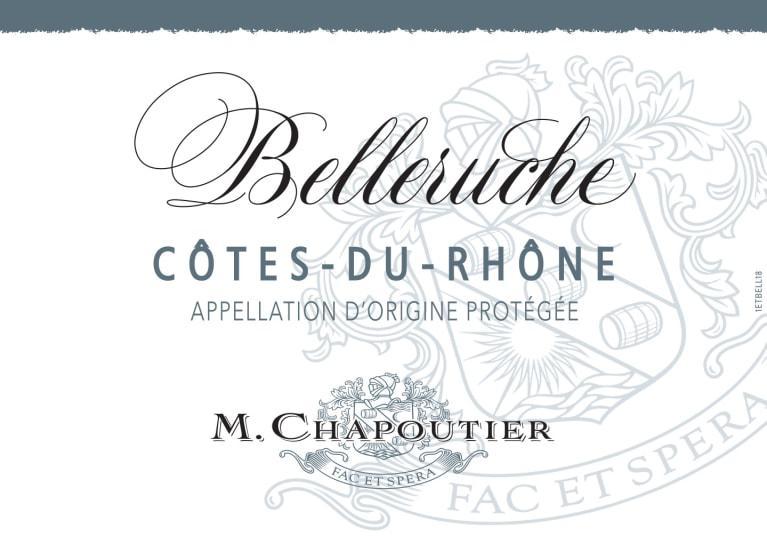 Belleruche
CÔTES-DU-RHÔNE
APPELLATION D'ORIGINE PROTÉGÉE
M. CHAPOUTIER
FAC ET SPERA
FAC ET SPERA
1ETBELL18